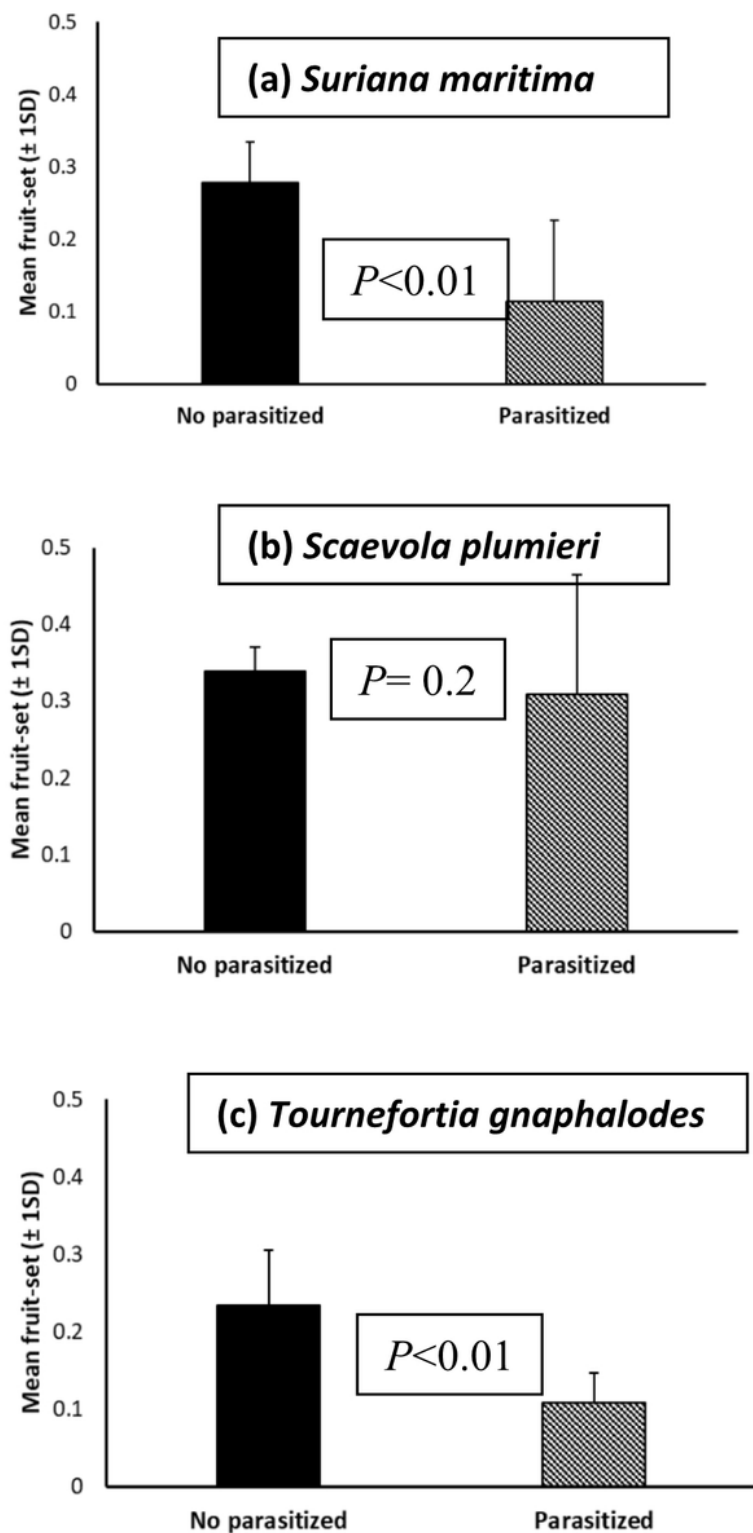 0.5
(a) Suriana maritima
0.4
0.3
0.2
0.1
0
Mean fruit-set (± 1SD)
P<0.01
No parasitized Parasitized
(b) Scaevola plumieri
0.5
0.4
0.3
0.2
0.1
0
Mean fruit-set (± 1SD)
P= 0.2
No parasitized Parasitized
(c) Tournefortia gnaphalodes
0.5
0.4
0.3
0.2
0.1
0
Mean fruit-set (± 1SD)
P<0.01
No parasitized Parasitized